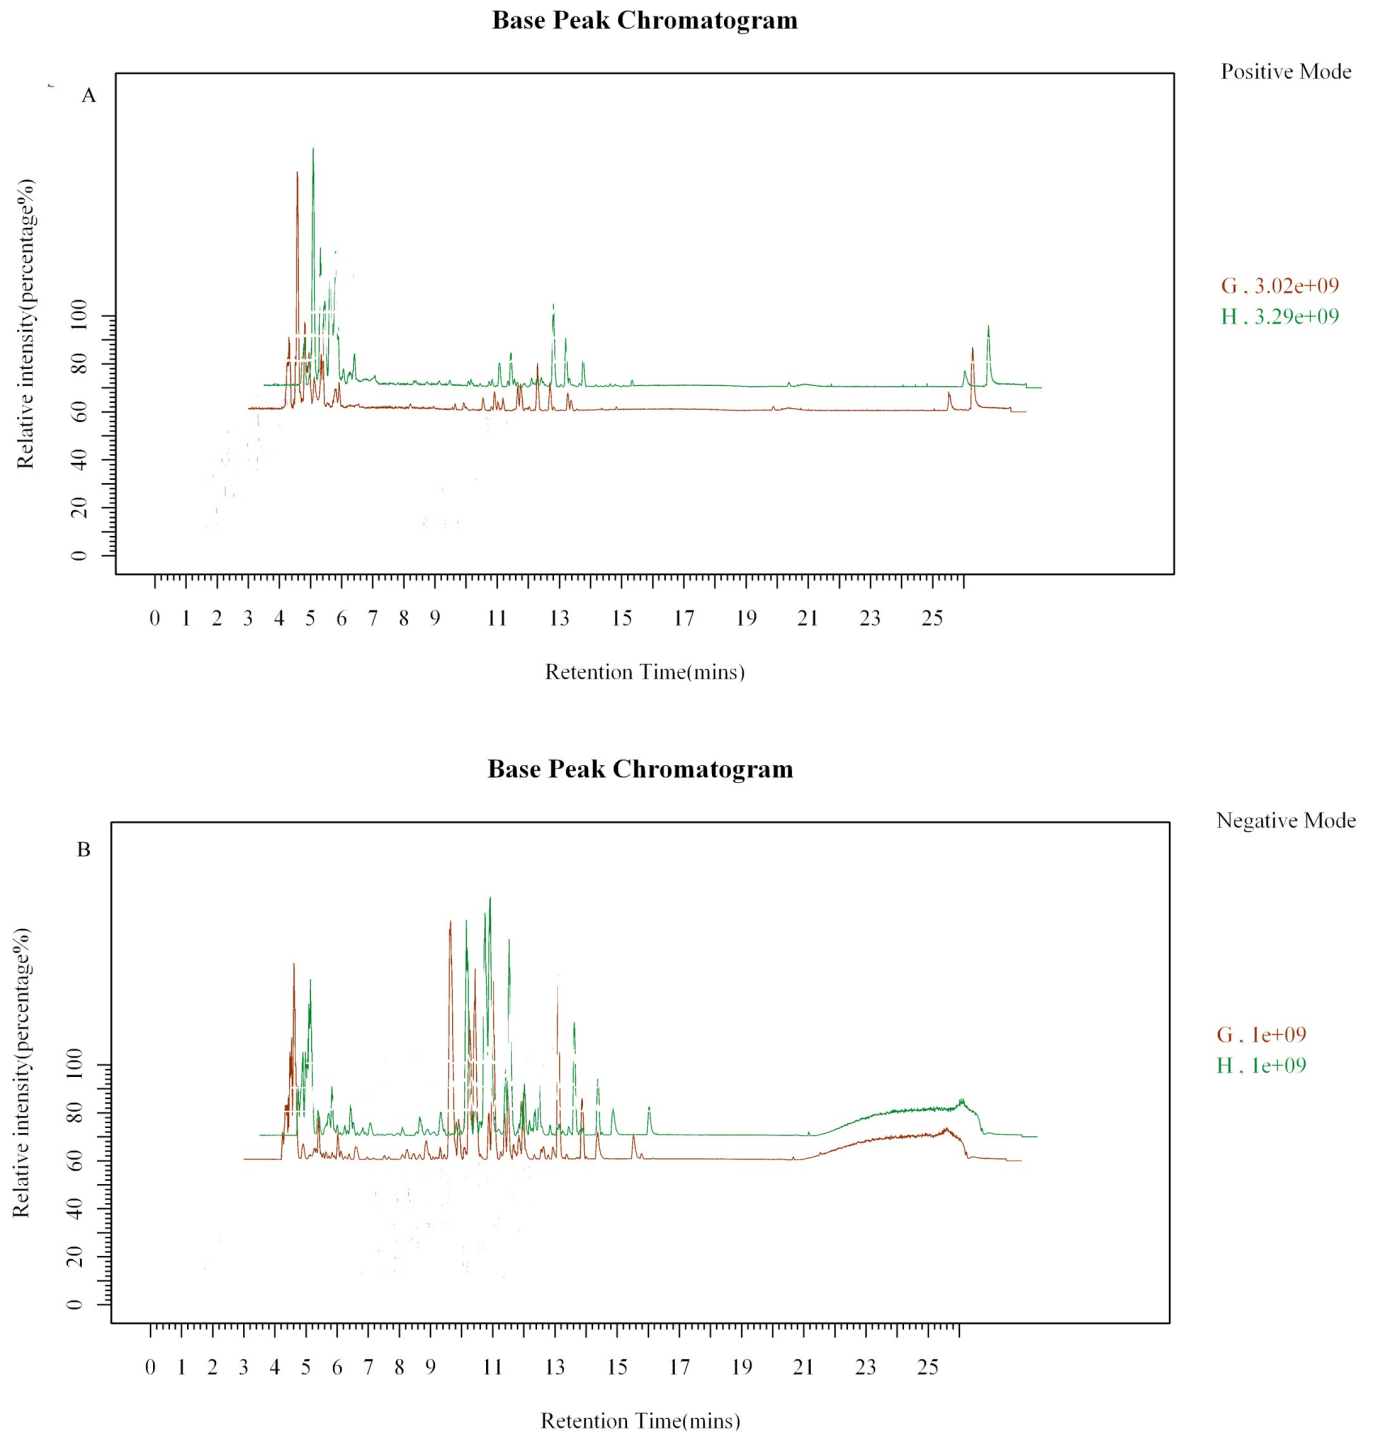 Base Peak Chromatogram
Positive Mode
A
Relative intensity(percentage%)
100
80
60
40
20
0
G , 3.02e+09
H , 3.29e+09
0 1 2 3 4 5 6 7 8 9 11 13 15 17 19 21 23 25
Retention Time(mins)
Base Peak Chromatogram
Negative Mode
B
Relative intensity(percentage%)
100
80
60
40
20
0
G , 1e+09
H , 1e+09
0 1 2 3 4 5 6 7 8 9 11 13 15 17 19 21 23 25
Retention Time(mins)